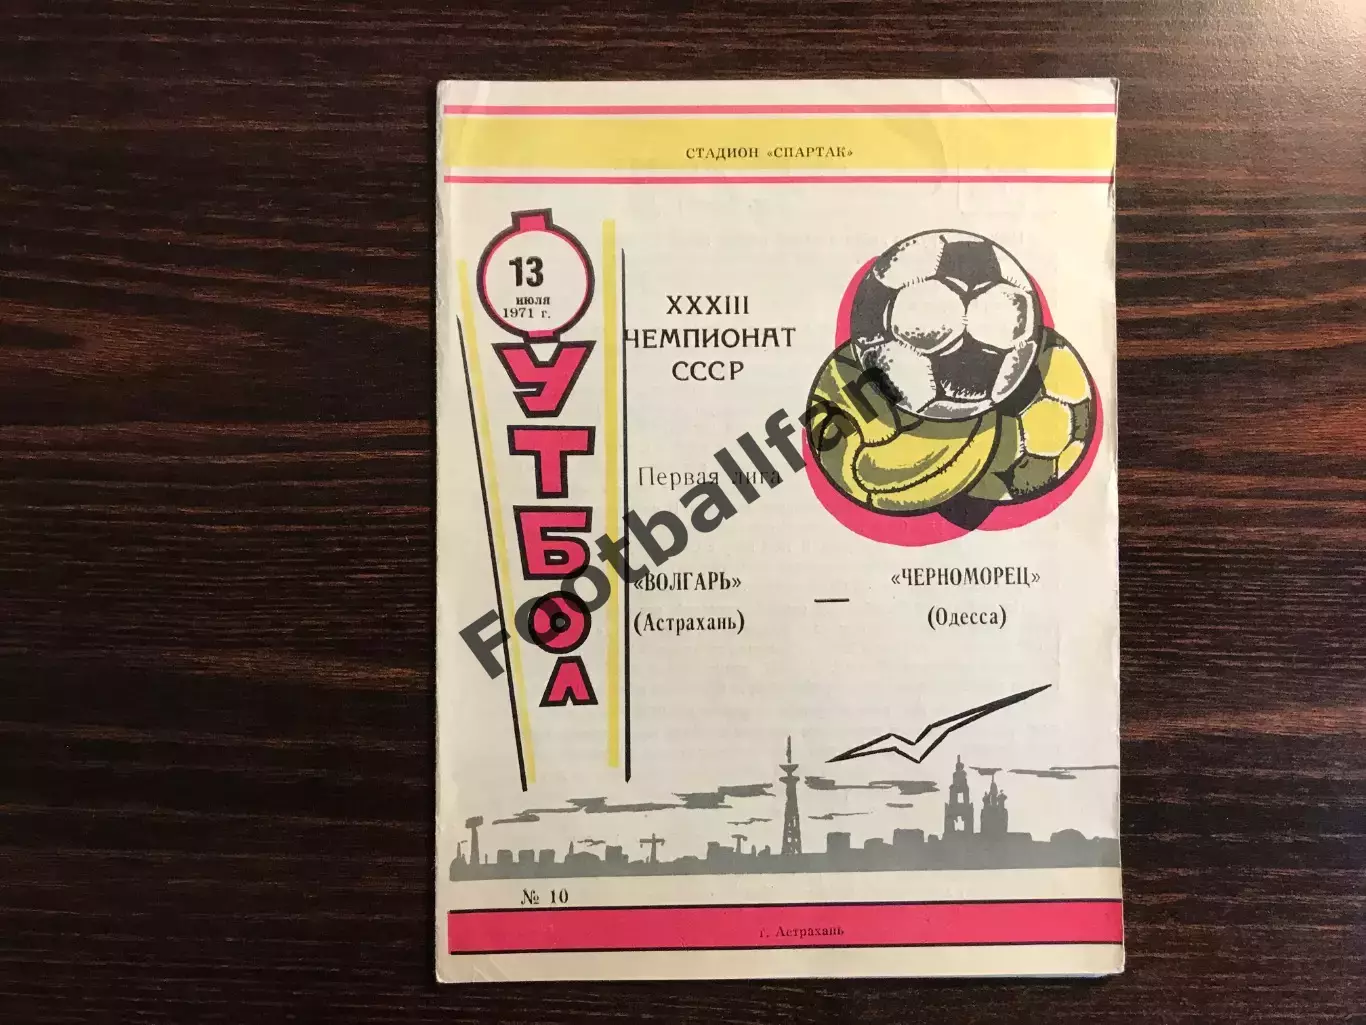 СТАДИОН «СПАРТАК»
13
июля
1971 г.
ФУТБОЛ
XXXIII
ЧЕМПИОНАТ
СССР
Первая лига
«ВОЛГАРЬ» — «ЧЕРНОМОРЕЦ»
(Астрахань) (Одесса)
Footballfan
№ 10
г. Астрахань